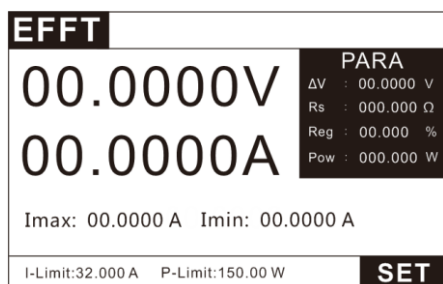 EFFT
00.0000V
00.0000A
PARA
ΔV : 00.0000 V
Rs : 000.000 Ω
Reg : 00.000 %
Pow : 000.000 W
Imax: 00.0000 A Imin: 00.0000 A
I-Limit:32.000 A P-Limit:150.00 W SET